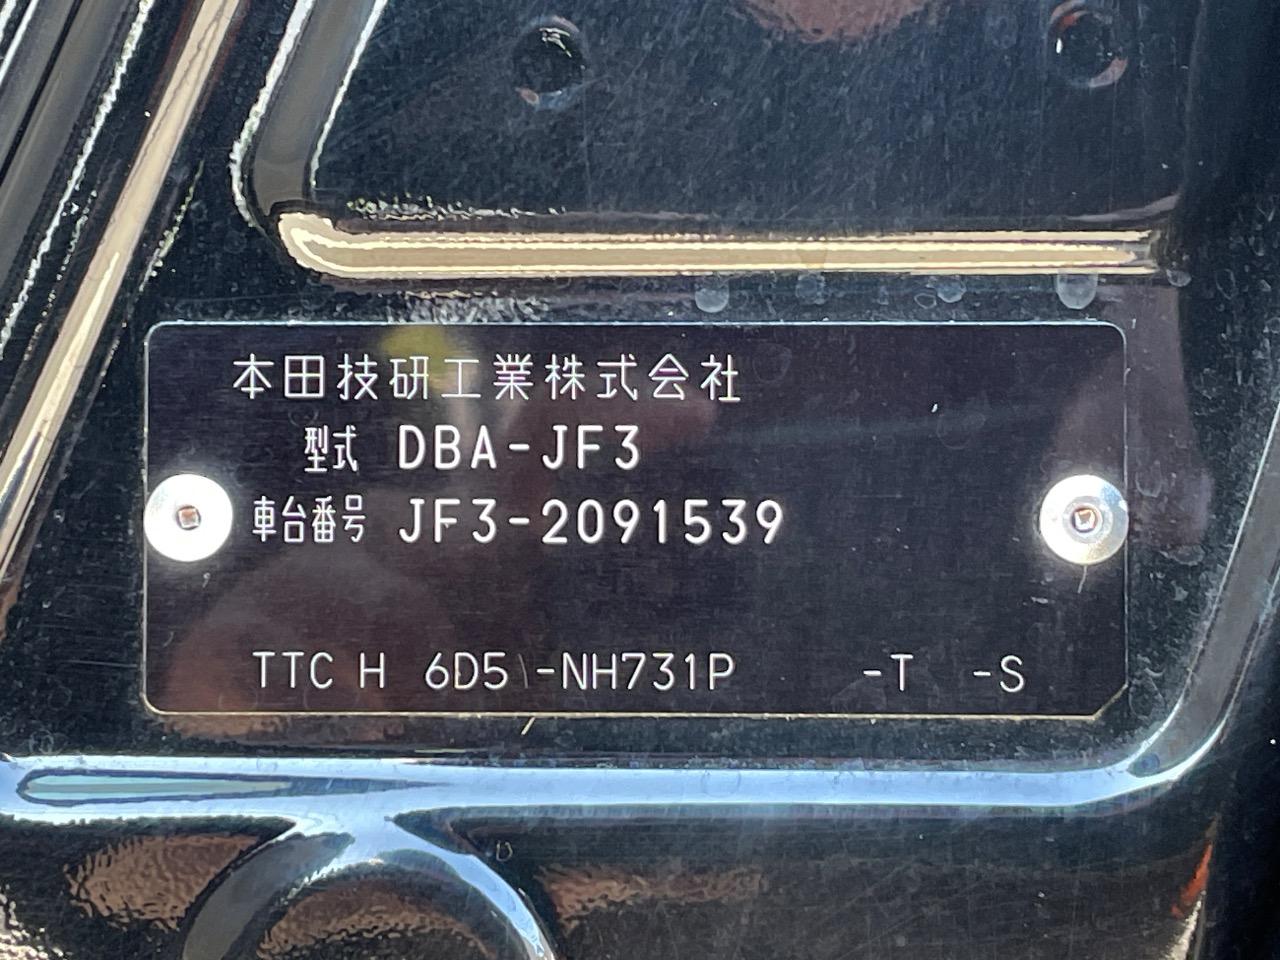 本田技研工業株式会社
型式 DBA-JF3
車台番号 JF3-2091539
TTC H 6D5 -NH731P -T -S